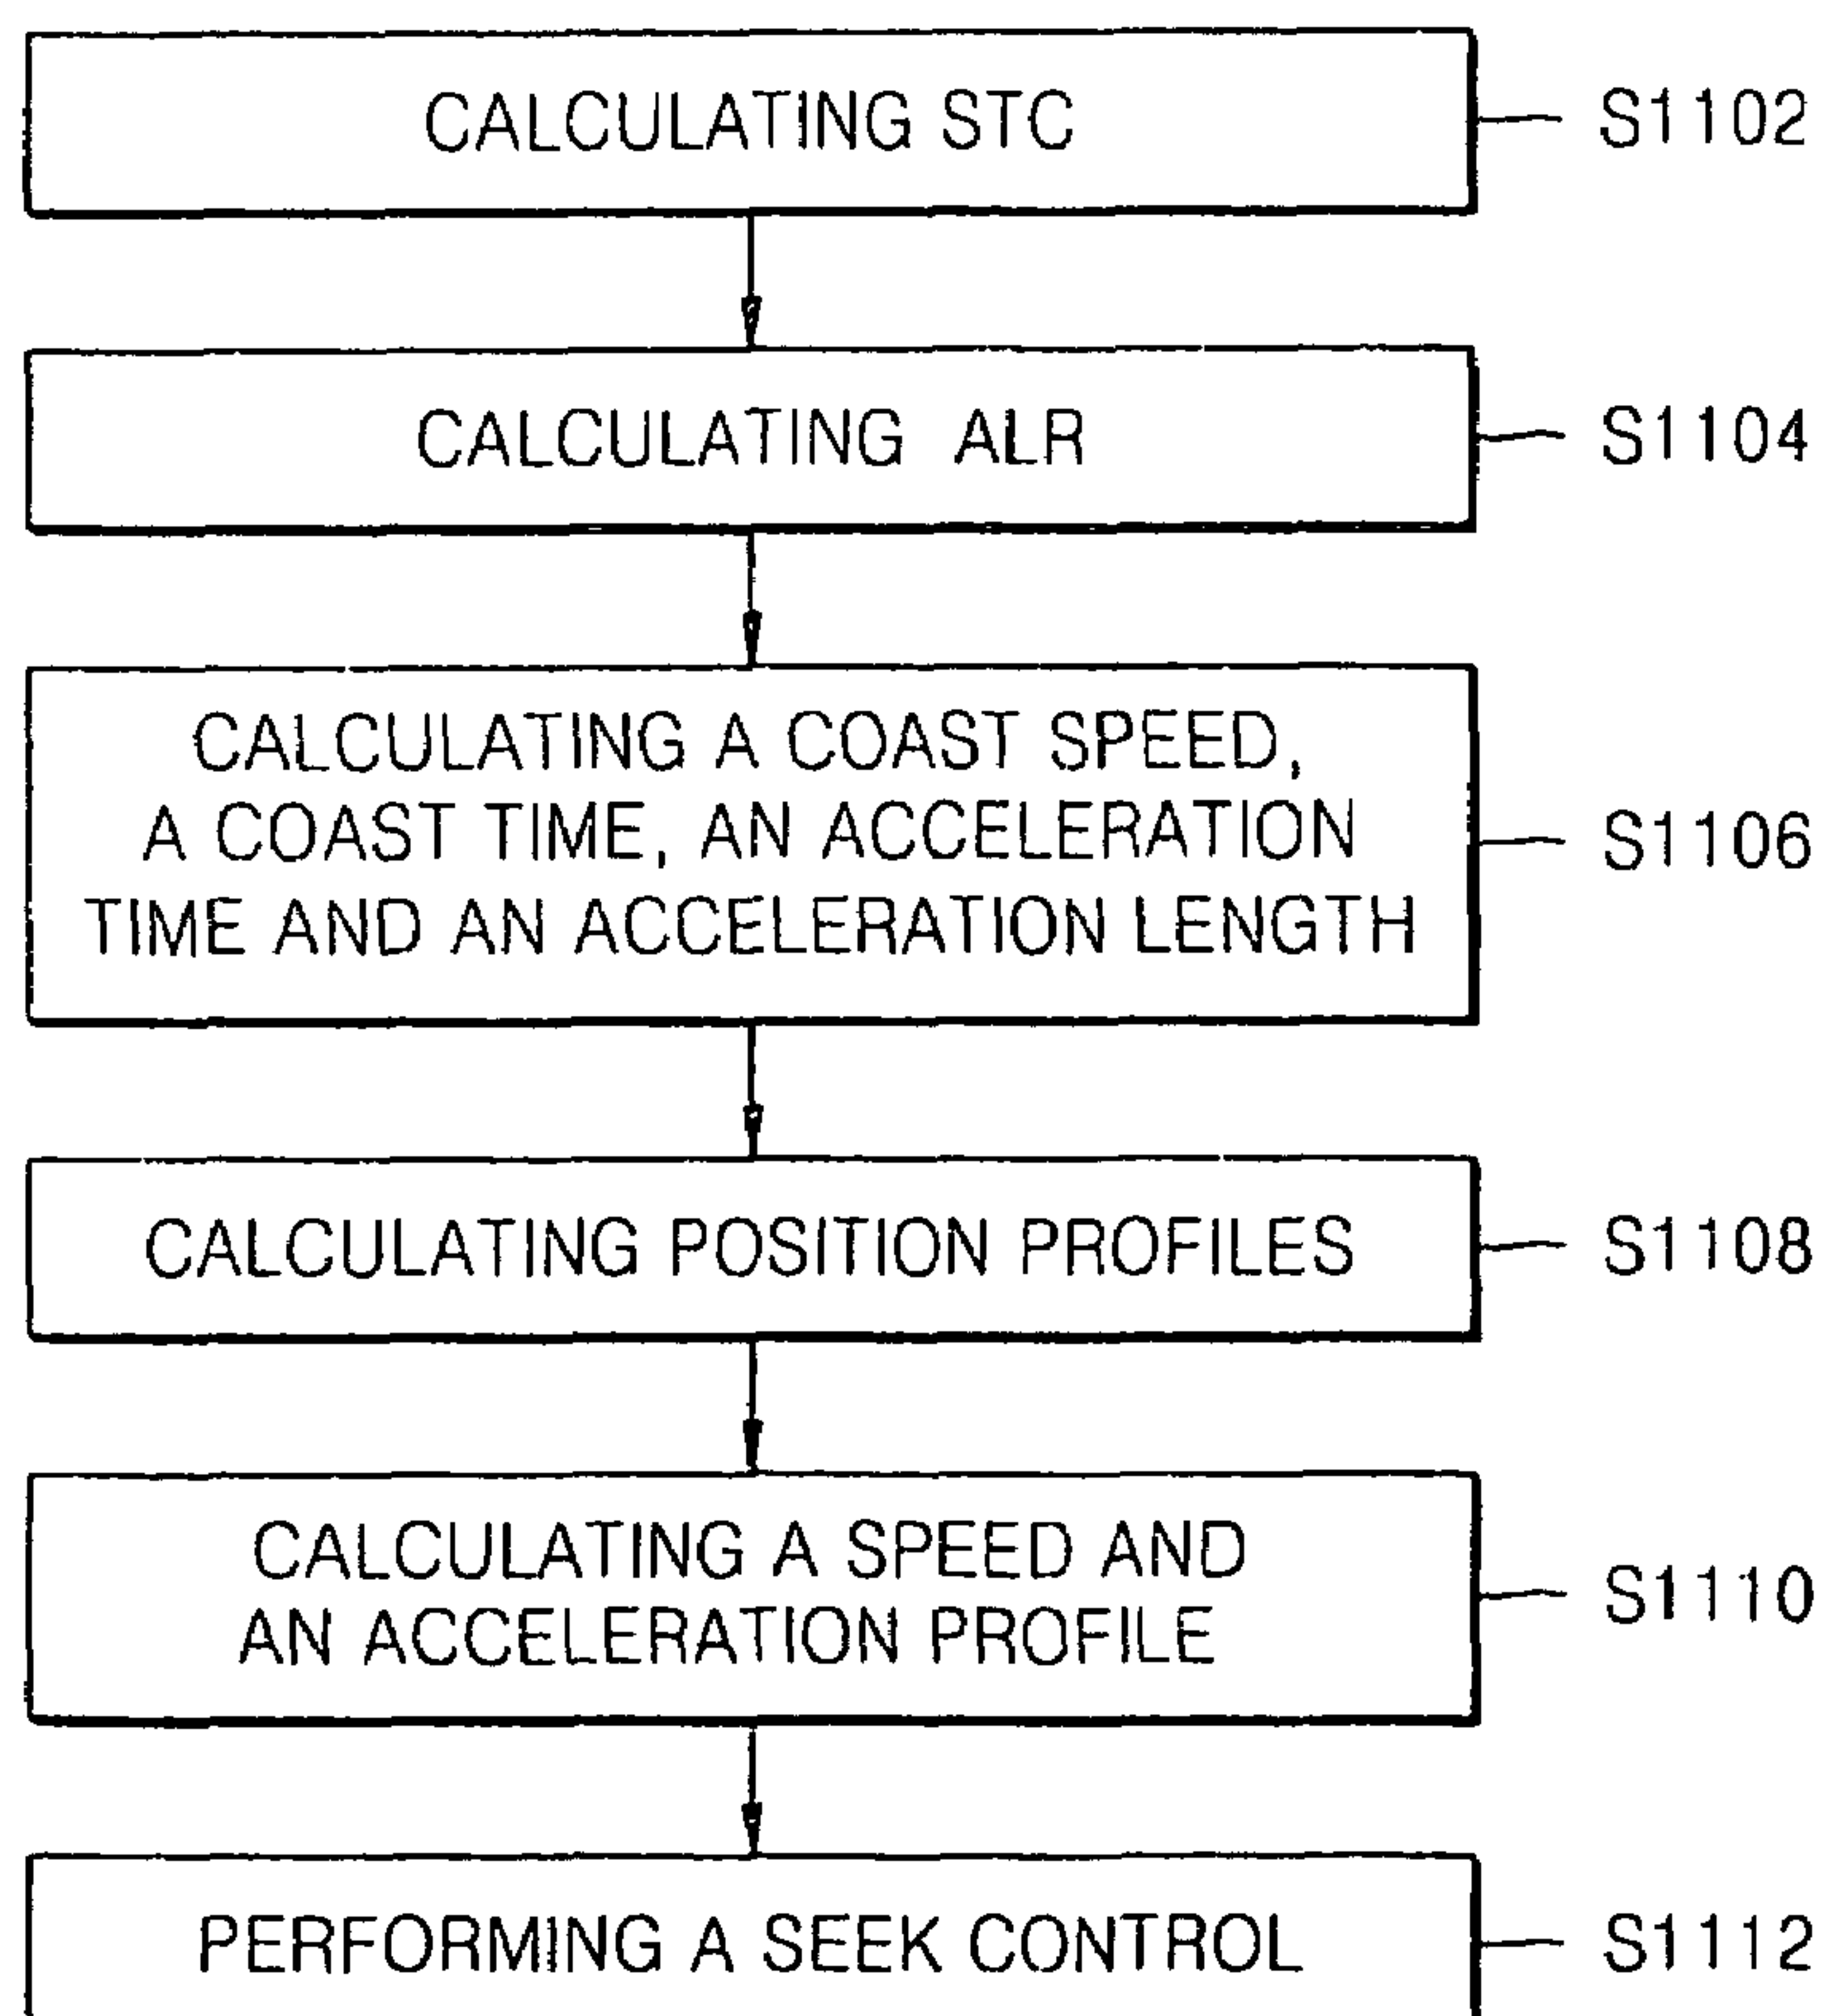 CALCULATING STC
S1102
CALCULATING ALR
S1104
CALCULATING A COAST SPEED,
A COAST TIME, AN ACCELERATION
TIME AND AN ACCELERATION LENGTH
S1106
CALCULATING POSITION PROFILES
S1108
CALCULATING A SPEED AND
AN ACCELERATION PROFILE
S1110
PERFORMING A SEEK CONTROL
S1112